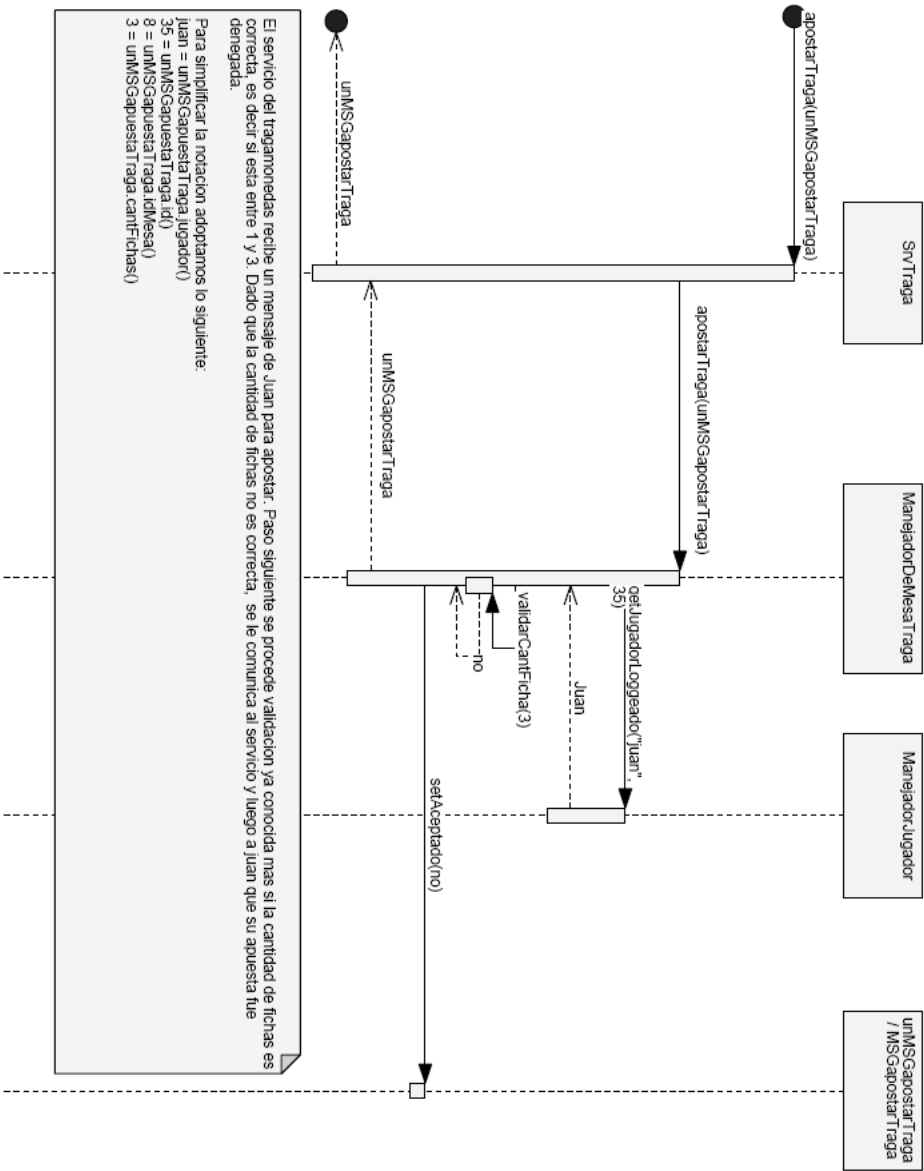 SrvTraga
ManejadorDeMesaTraga
ManejadorJugador
unMSGapostarTraga
/ MSGapostarTraga
apostarTraga(unMSGapostarTraga)
apostarTraga(unMSGapostarTraga)
getJugadorLoggeado("juan",
35)
Juan
validarCantFicha(3)
no
setAceptado(no)
unMSGapostarTraga
unMSGapostarTraga
El servicio del tragamonedas recibe un mensaje de Juan para apostar. Paso siguiente se procede validacion ya conocida mas si la cantidad de fichas es
correcta, es decir si esta entre 1 y 3. Dado que la cantidad de fichas no es correcta, se le comunica al servicio y luego a juan que su apuesta fue
denegada.
Para simplificar la notacion adoptamos lo siguiente:
juan = unMSGapuestaTraga.jugador()
35 = unMSGapuestaTraga.id()
8 = unMSGapuestaTraga.idMesa()
3 = unMSGapuestaTraga.cantFichas()